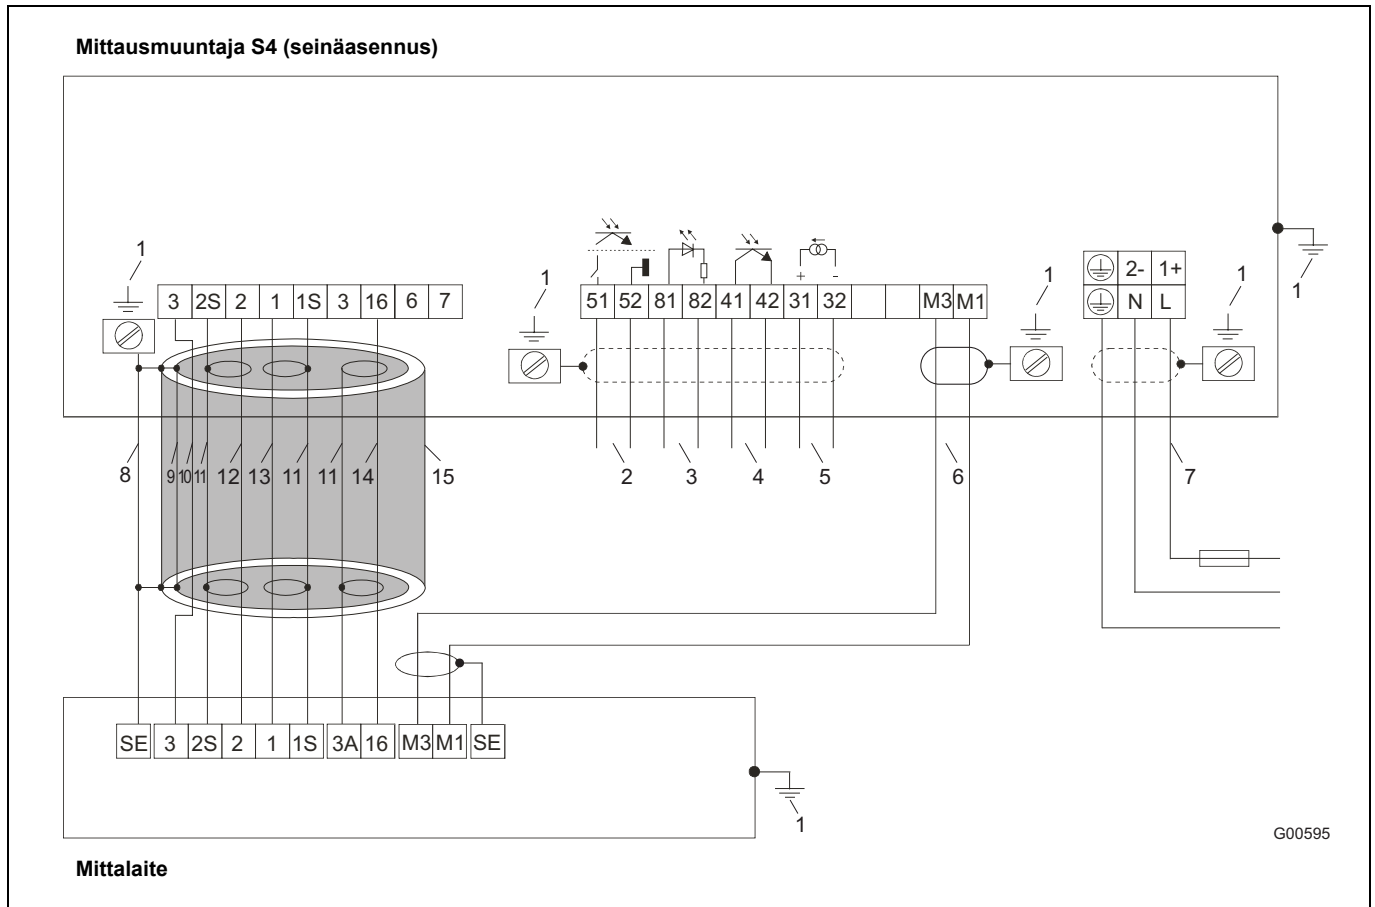 Mittausmuuntaja S4 (seinäasennus)
1
1
1
1
1
+ -
2- 1+
3 2S 2 1 1S 3 16 6 7
51 52 81 82 41 42 31 32 M3 M1
N L
8 9 10 11 12 13 11 11 14 15
2 3 4 5 6 7
SE 3 2S 2 1 1S 3A 16 M3 M1 SE
1
G00595
Mittalaite